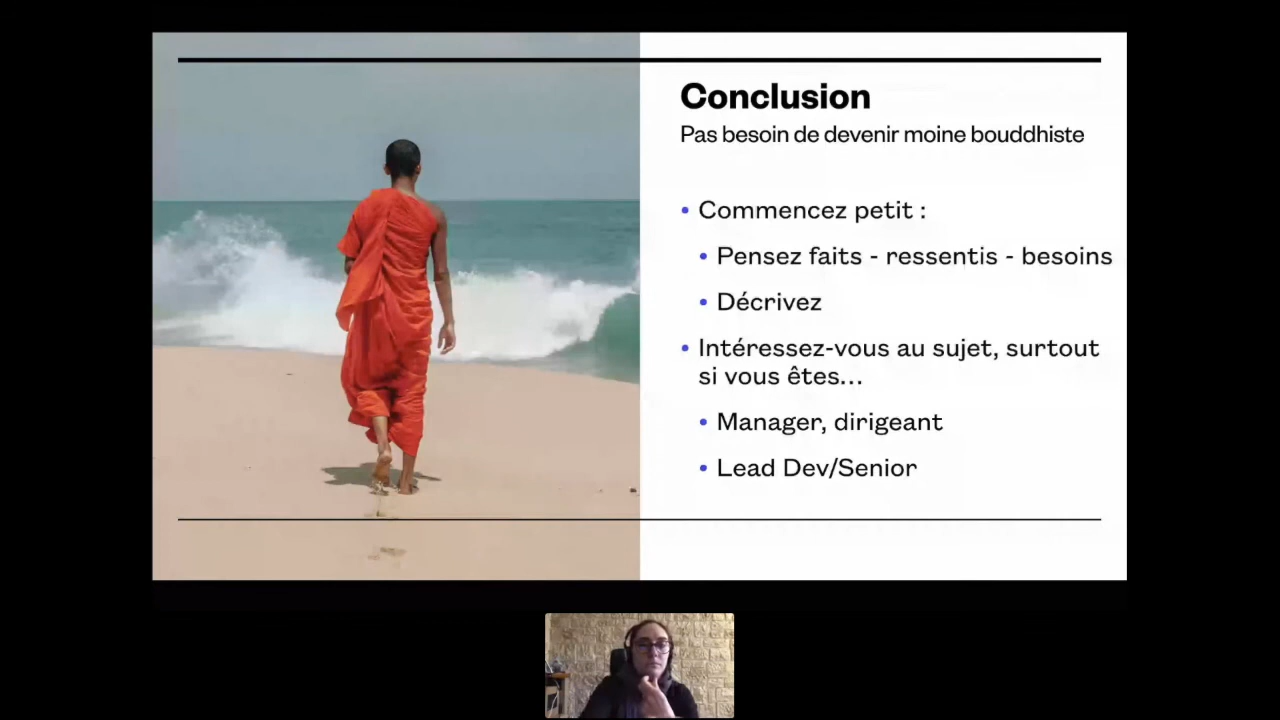 Conclusion
Pas besoin de devenir moine bouddhiste
• Commencez petit :
• Pensez faits - ressentis - besoins
• Décrivez
• Intéressez-vous au sujet, surtout
si vous êtes…
• Manager, dirigeant
• Lead Dev/Senior